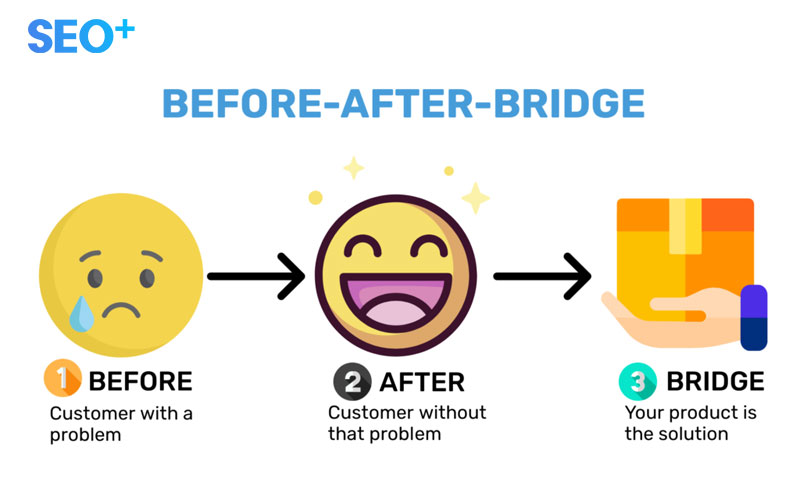 SEO+
BEFORE-AFTER-BRIDGE
1 BEFORE
Customer with a
problem
2 AFTER
Customer without
that problem
3 BRIDGE
Your product is
the solution